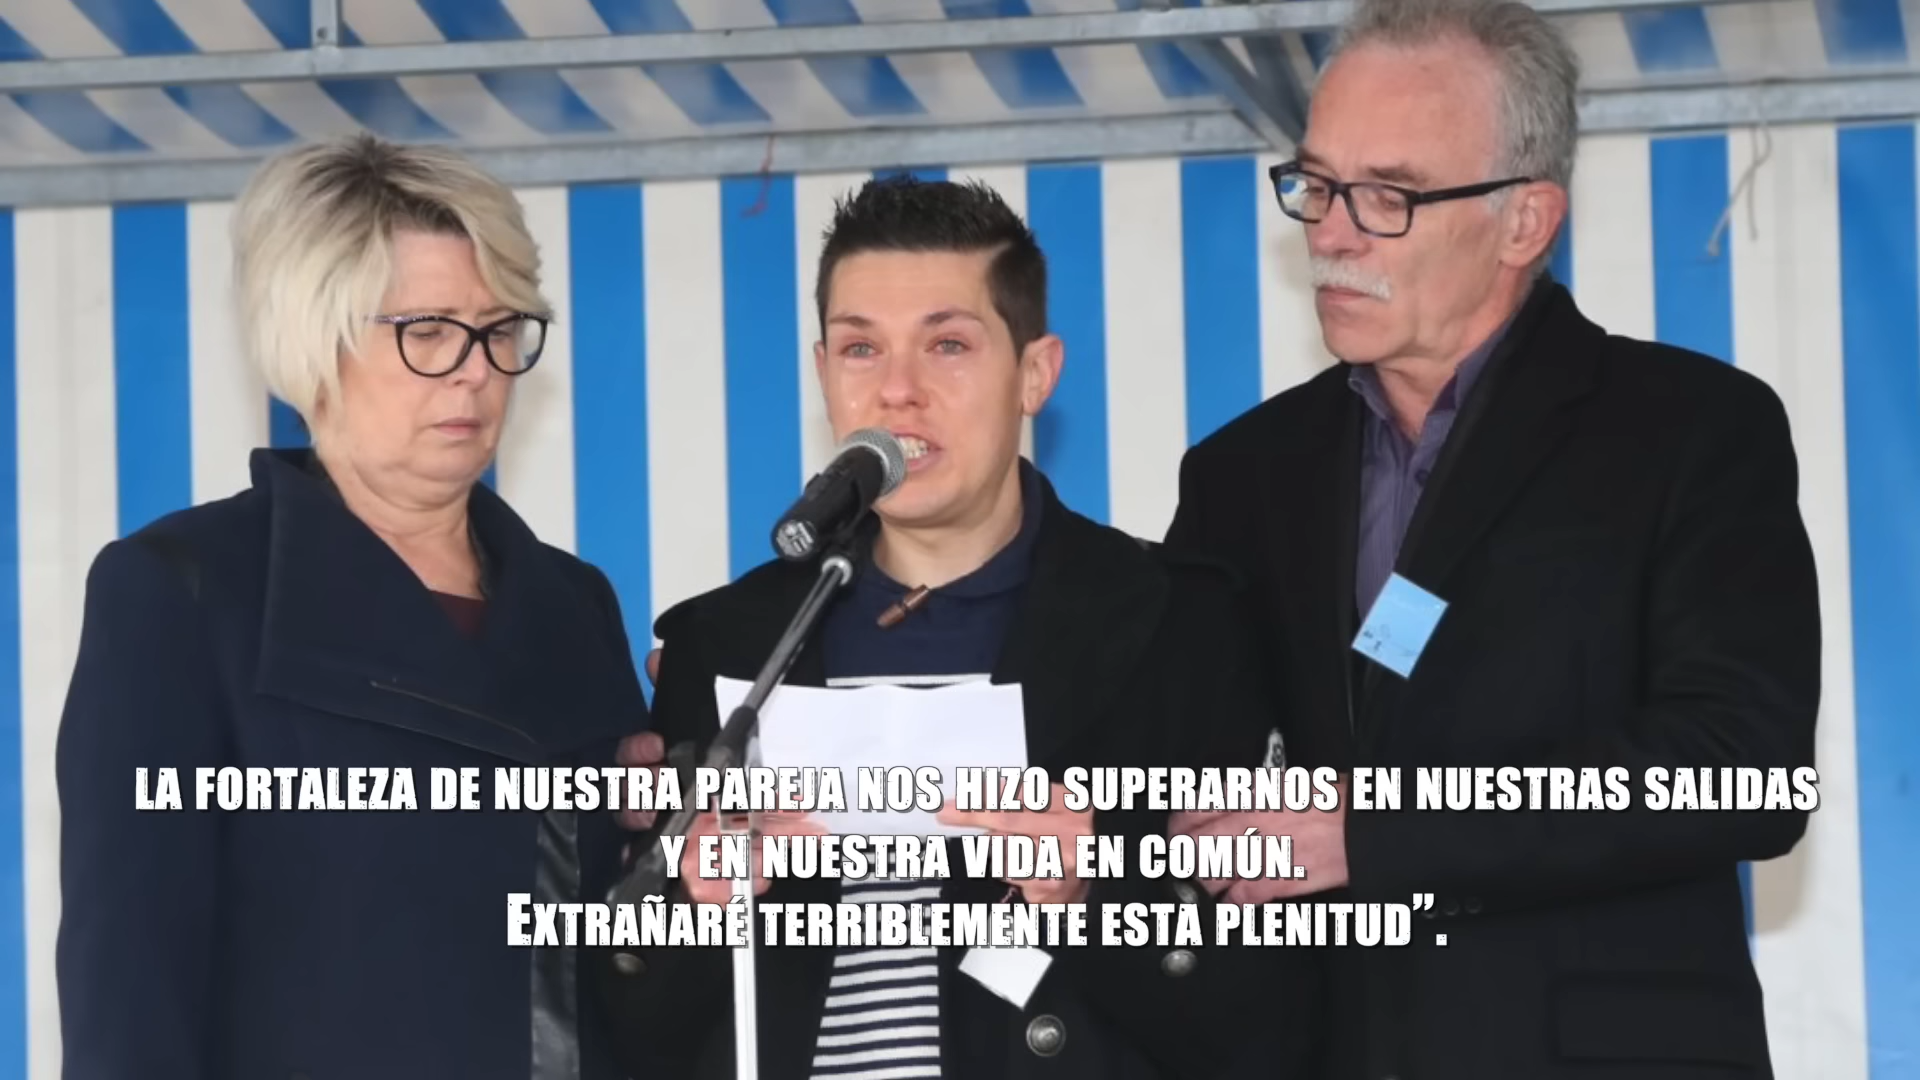 LA FORTALEZA DE NUESTRA PAREJA NOS HIZO SUPERARNOS EN NUESTRAS SALIDAS
Y EN NUESTRA VIDA EN COMÚN.
EXTRAÑARÉ TERRIBLEMENTE ESTA PLENITUD”.